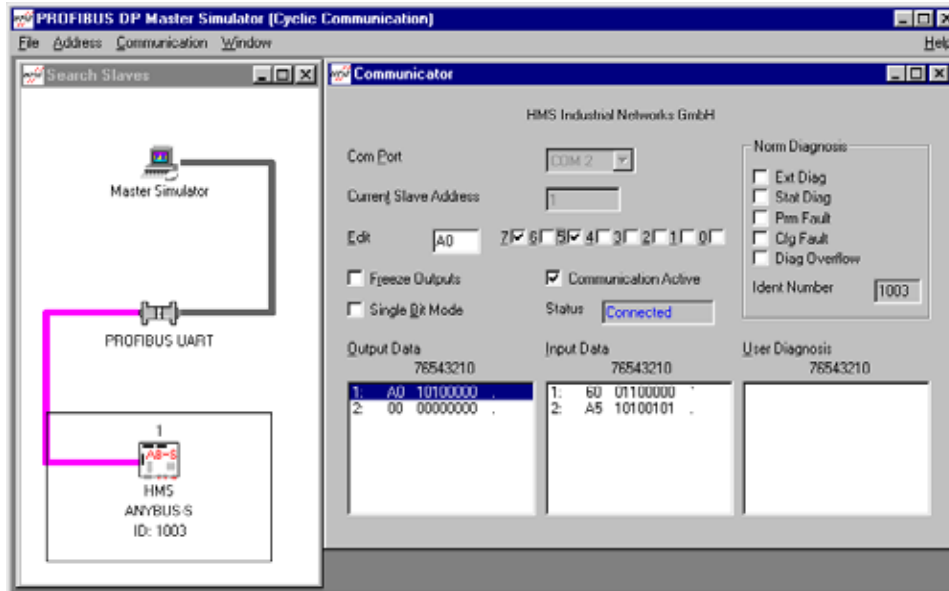 PROFIBUS DP Master Simulator (Cyclic Communication)
File Address Communication Window Help
Search Slaves
Master Simulator
PROFIBUS UART
1
AB-S
HMS
ANYBUS-S
ID: 1003
Communicator
HMS Industrial Networks GmbH
Com Port COM 2
Current Slave Address 1
Edit A0 7 6 5 4 3 2 1 0
Freeze Outputs Communication Active
Single Bit Mode Status Connected
Norm Diagnosis
Ext Diag
Stat Diag
Prm Fault
Cfg Fault
Diag Overflow
Ident Number 1003
Output Data
76543210
1: A0 10100000 .
2: 00 00000000 .
Input Data
76543210
1: 60 01100000 `
2: A5 10100101 .
User Diagnosis
76543210